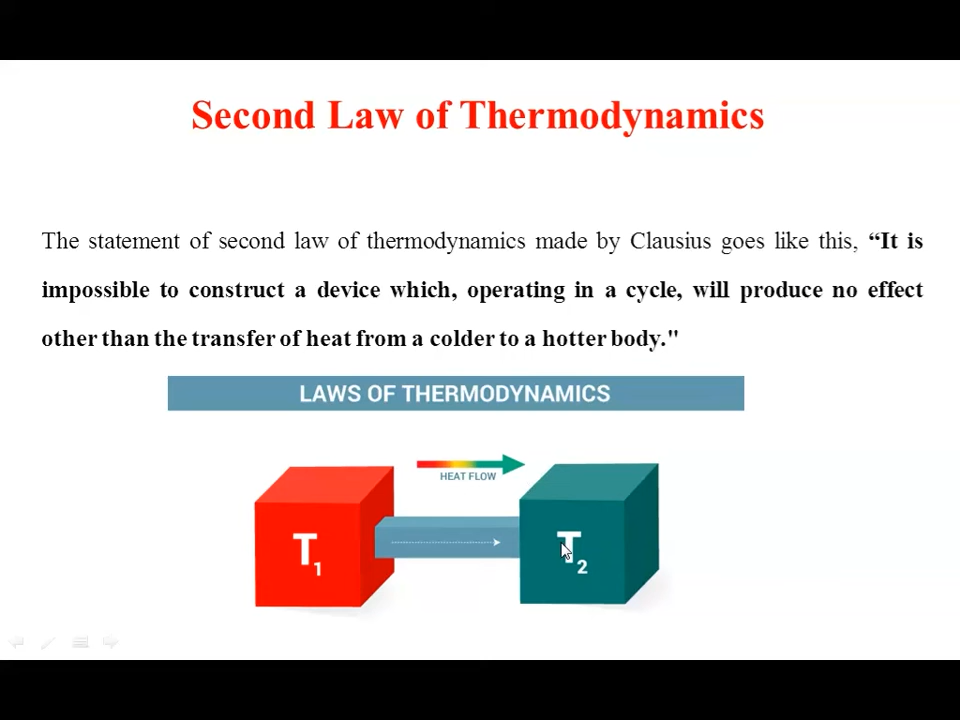 Second Law of Thermodynamics
The statement of second law of thermodynamics made by Clausius goes like this, “It is
impossible to construct a device which, operating in a cycle, will produce no effect
other than the transfer of heat from a colder to a hotter body."
LAWS OF THERMODYNAMICS
HEAT FLOW
T1
T2